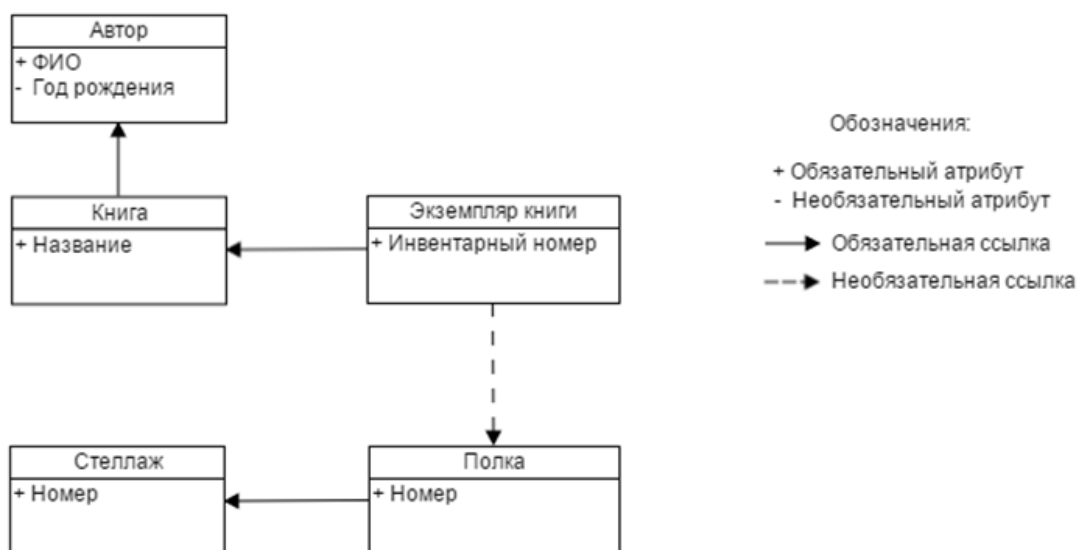 Автор
+ ФИО
- Год рождения
Книга
+ Название
Экземпляр книги
+ Инвентарный номер
Стеллаж
+ Номер
Полка
+ Номер
Обозначения:
+ Обязательный атрибут
- Необязательный атрибут
Обязательная ссылка
Необязательная ссылка